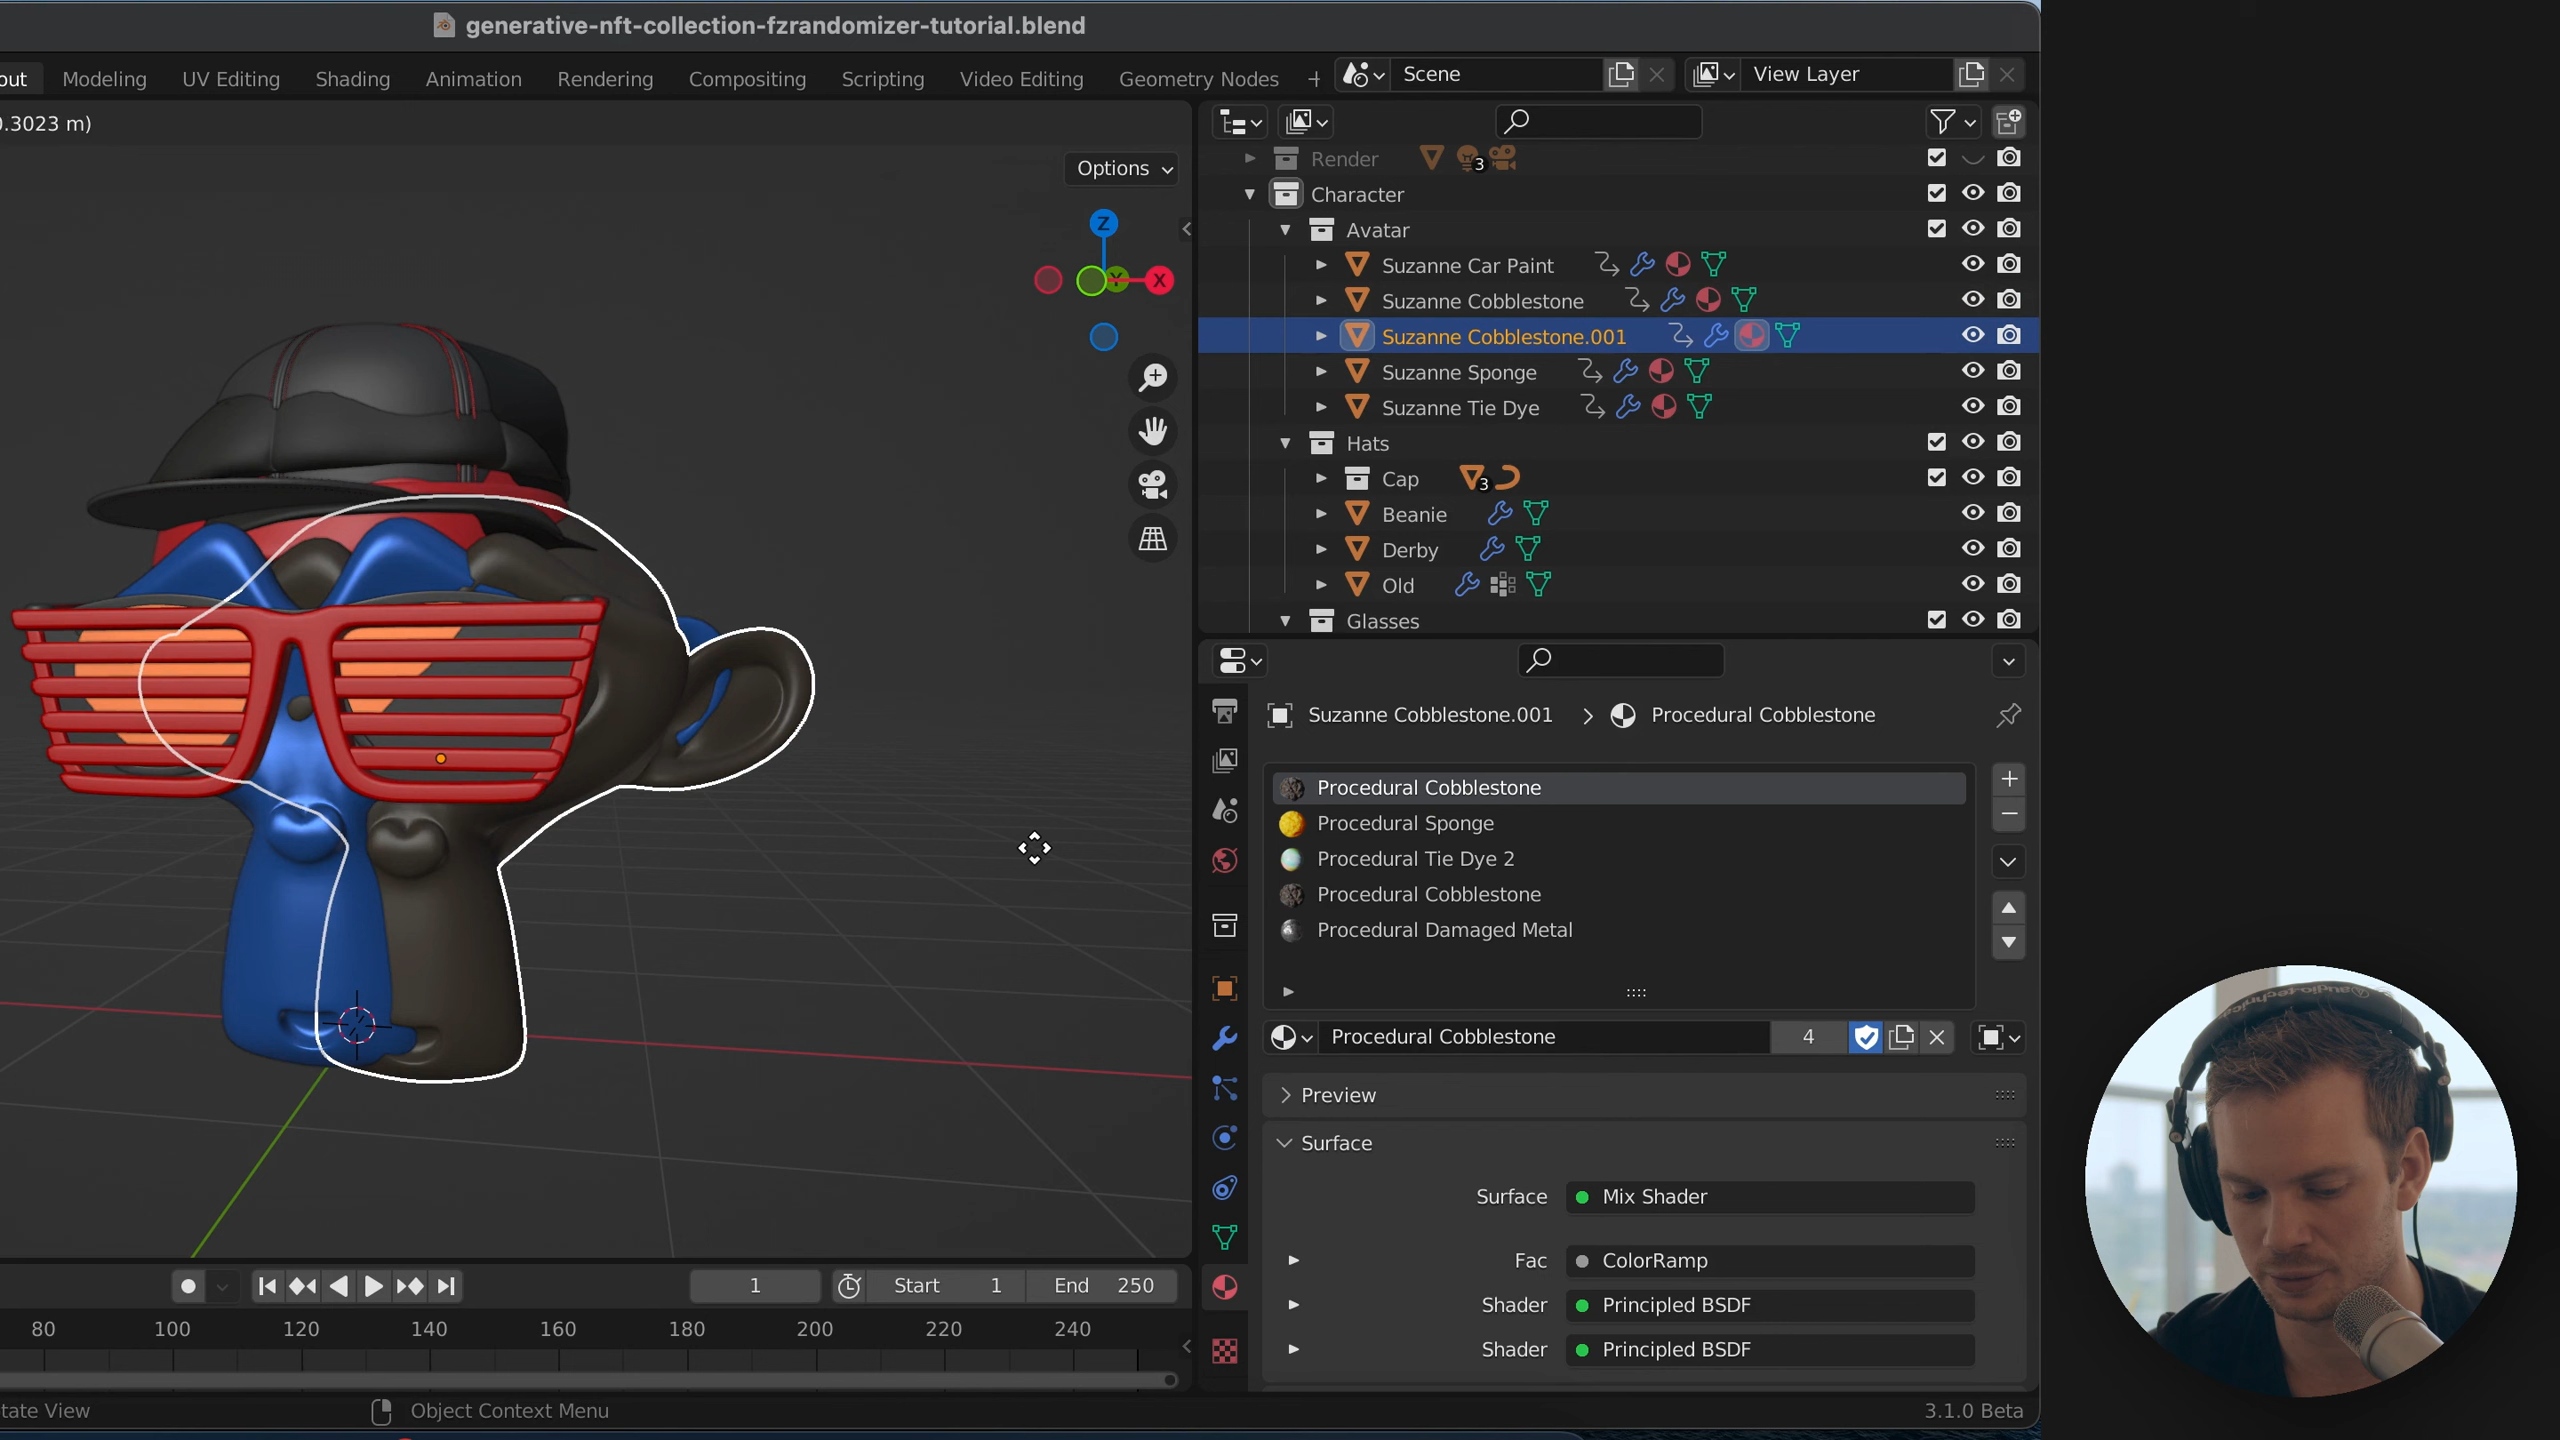 generative-nft-collection-fzrandomizer-tutorial.blend
out Modeling UV Editing Shading Animation Rendering Compositing Scripting Video Editing Geometry Nodes + Scene View Layer
0.3023 m)
Options
Z
Y
X
Render 3
Character
Avatar
Suzanne Car Paint
Suzanne Cobblestone
Suzanne Cobblestone.001
Suzanne Sponge
Suzanne Tie Dye
Hats
Cap 3
Beanie
Derby
Old
Glasses
Suzanne Cobblestone.001 > Procedural Cobblestone
Procedural Cobblestone
Procedural Sponge
Procedural Tie Dye 2
Procedural Cobblestone
Procedural Damaged Metal
Procedural Cobblestone 4
Preview
Surface
Surface Mix Shader
Fac ColorRamp
Shader Principled BSDF
Shader Principled BSDF
1 Start 1 End 250
80 100 120 140 160 180 200 220 240
tate View Object Context Menu 3.1.0 Beta
audio-technica